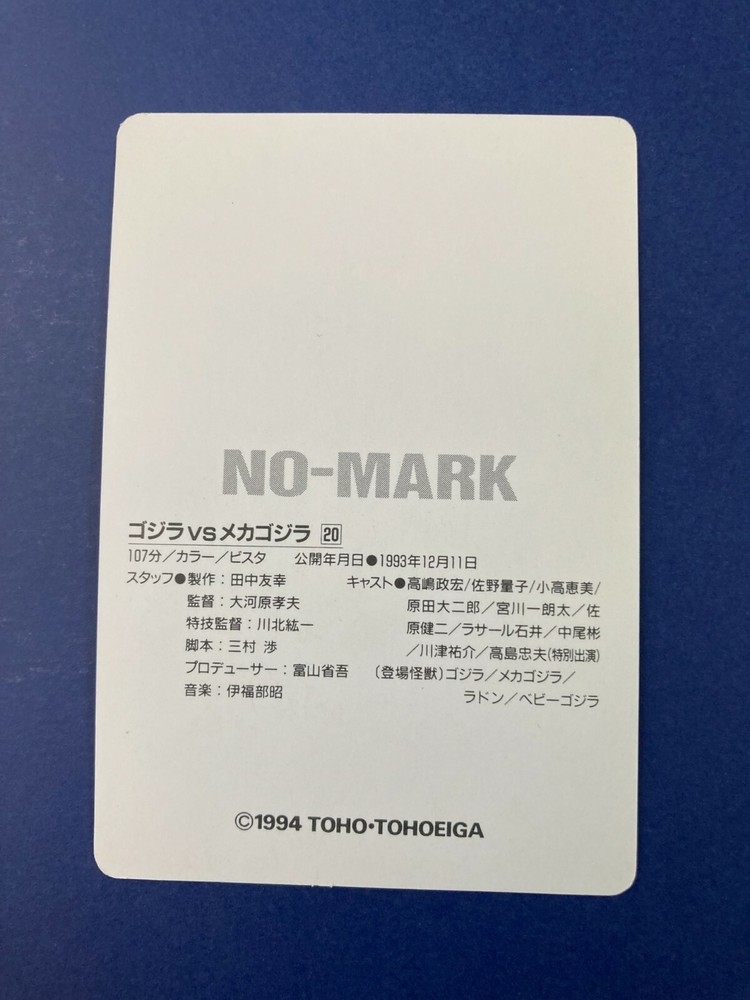 NO-MARK
ゴジラvsメカゴジラ 20
107分／カラー／ビスタ　公開年月日●1993年12月11日
スタッフ●製作：田中友幸
監督：大河原孝夫
特技監督：川北紘一
脚本：三村 渉
プロデューサー：富山省吾
音楽：伊福部昭
キャスト●高嶋政宏/佐野量子/小高恵美/
原田大二郎／宮川一朗太／佐
原健二／ラサール石井／中尾彬
／川津祐介／高島忠夫(特別出演)
〔登場怪獣〕ゴジラ／メカゴジラ／
ラドン／ベビーゴジラ
©1994 TOHO•TOHOEIGA